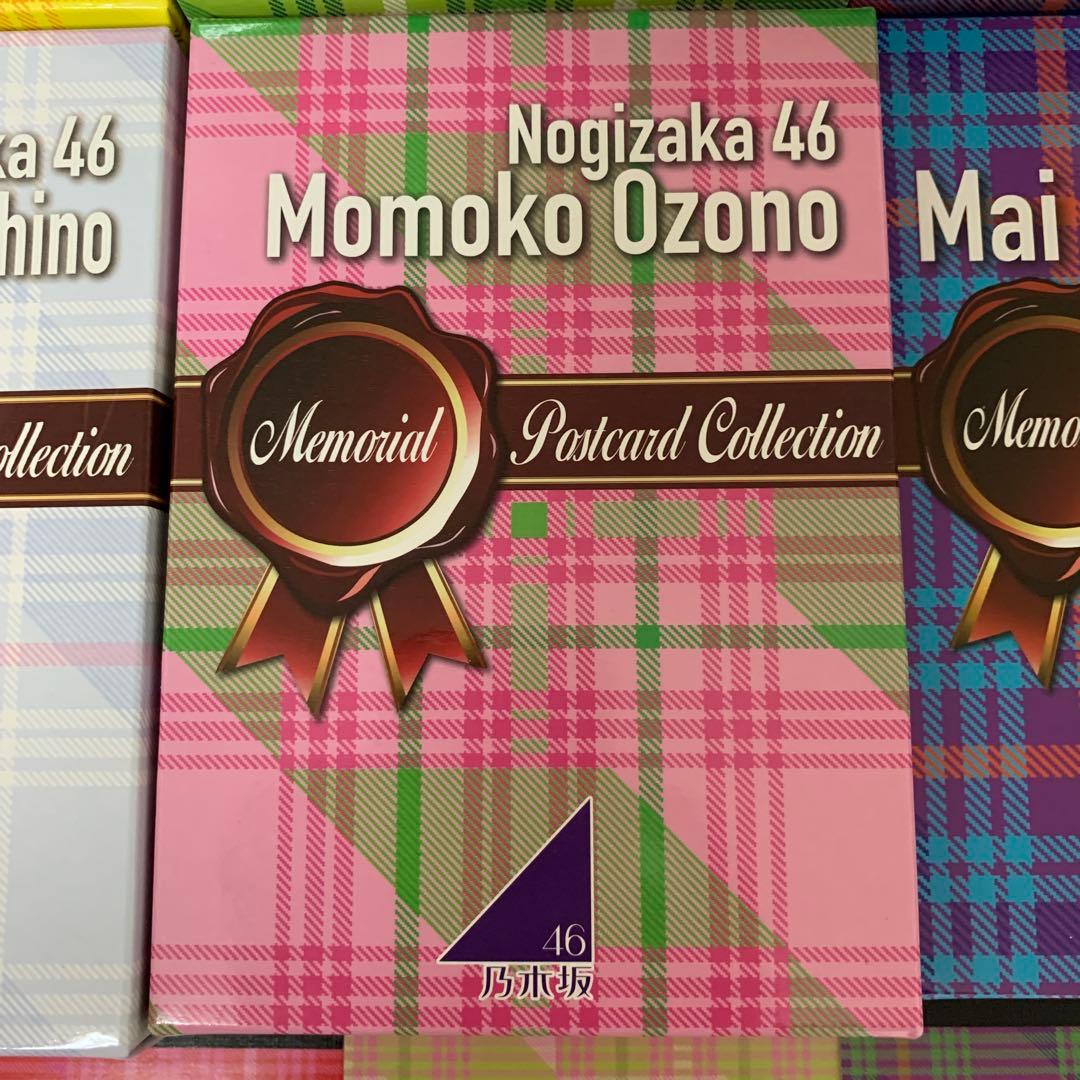 ka 46
hino
ollection
Nogizaka 46
Momoko Ozono
Memorial Postcard Collection
46
乃木坂
Mai
Memo